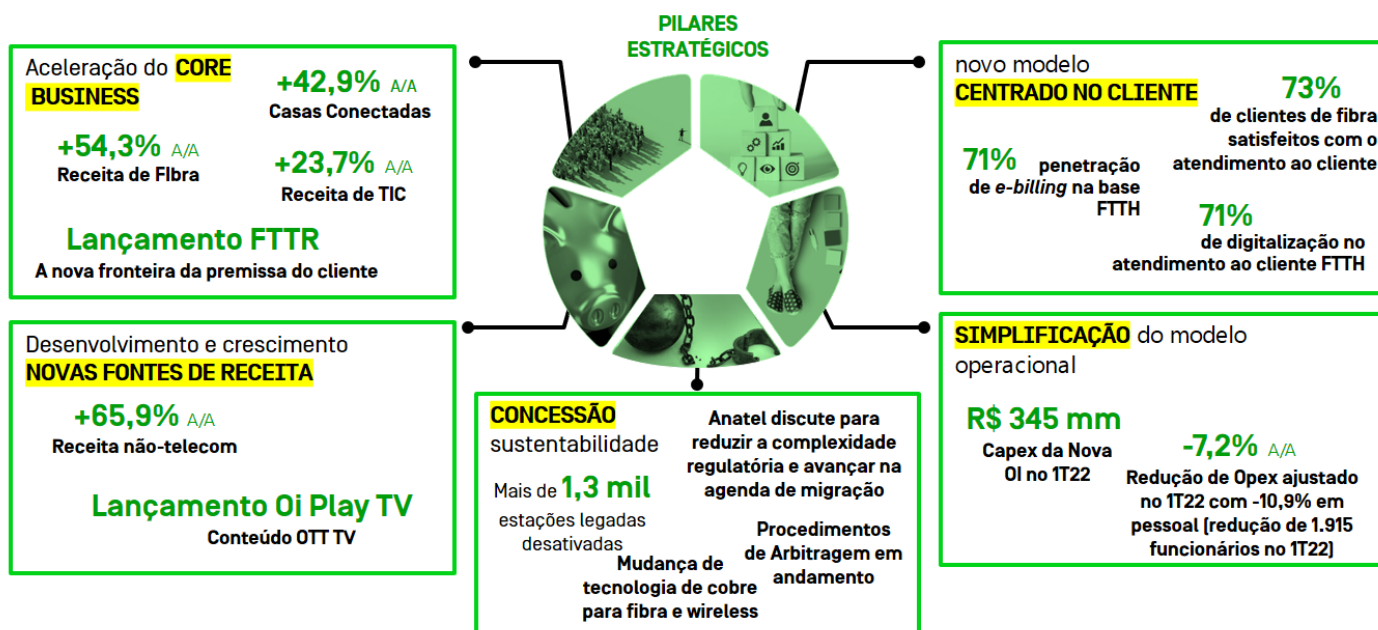 PILARES
ESTRATÉGICOS
Aceleração do CORE
BUSINESS
+42,9% A/A
Casas Conectadas
+54,3% A/A
Receita de FIbra
+23,7% A/A
Receita de TIC
Lançamento FTTR
A nova fronteira da premissa do cliente
novo modelo
CENTRADO NO CLIENTE
73%
de clientes de fibra
satisfeitos com o
atendimento ao cliente
71% penetração
de e-billing na base
FTTH
71%
de digitalização no
atendimento ao cliente FTTH
Desenvolvimento e crescimento
NOVAS FONTES DE RECEITA
+65,9% A/A
Receita não-telecom
Lançamento Oi Play TV
Conteúdo OTT TV
CONCESSÃO
sustentabilidade
Mais de 1,3 mil
estações legadas
desativadas
Anatel discute para
reduzir a complexidade
regulatória e avançar na
agenda de migração
Procedimentos
de Arbitragem em
andamento
Mudança de
tecnologia de cobre
para fibra e wireless
SIMPLIFICAÇÃO do modelo
operacional
R$ 345 mm
Capex da Nova
OI no 1T22
-7,2% A/A
Redução de Opex ajustado
no 1T22 com -10,9% em
pessoal (redução de 1.915
funcionários no 1T22)